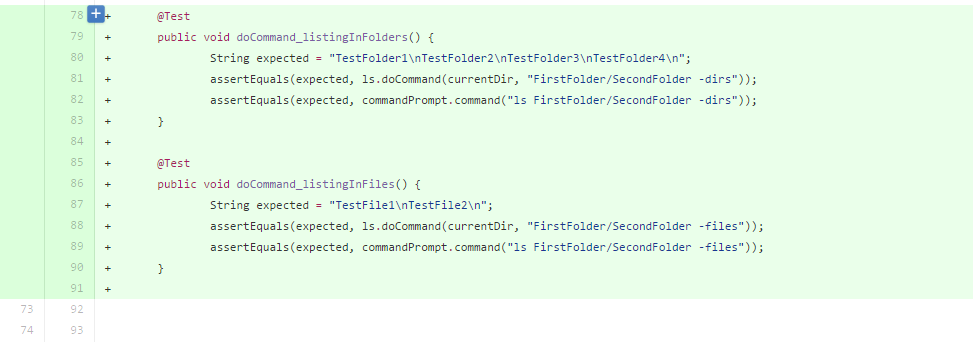 78 + +     @Test
79 +     public void doCommand_listingInFolders() {
80 +         String expected = "TestFolder1\nTestFolder2\nTestFolder3\nTestFolder4\n";
81 +         assertEquals(expected, ls.doCommand(currentDir, "FirstFolder/SecondFolder -dirs"));
82 +         assertEquals(expected, commandPrompt.command("ls FirstFolder/SecondFolder -dirs"));
83 +     }
84 +
85 +     @Test
86 +     public void doCommand_listingInFiles() {
87 +         String expected = "TestFile1\nTestFile2\n";
88 +         assertEquals(expected, ls.doCommand(currentDir, "FirstFolder/SecondFolder -files"));
89 +         assertEquals(expected, commandPrompt.command("ls FirstFolder/SecondFolder -files"));
90 +     }
91 +
73 92
74 93